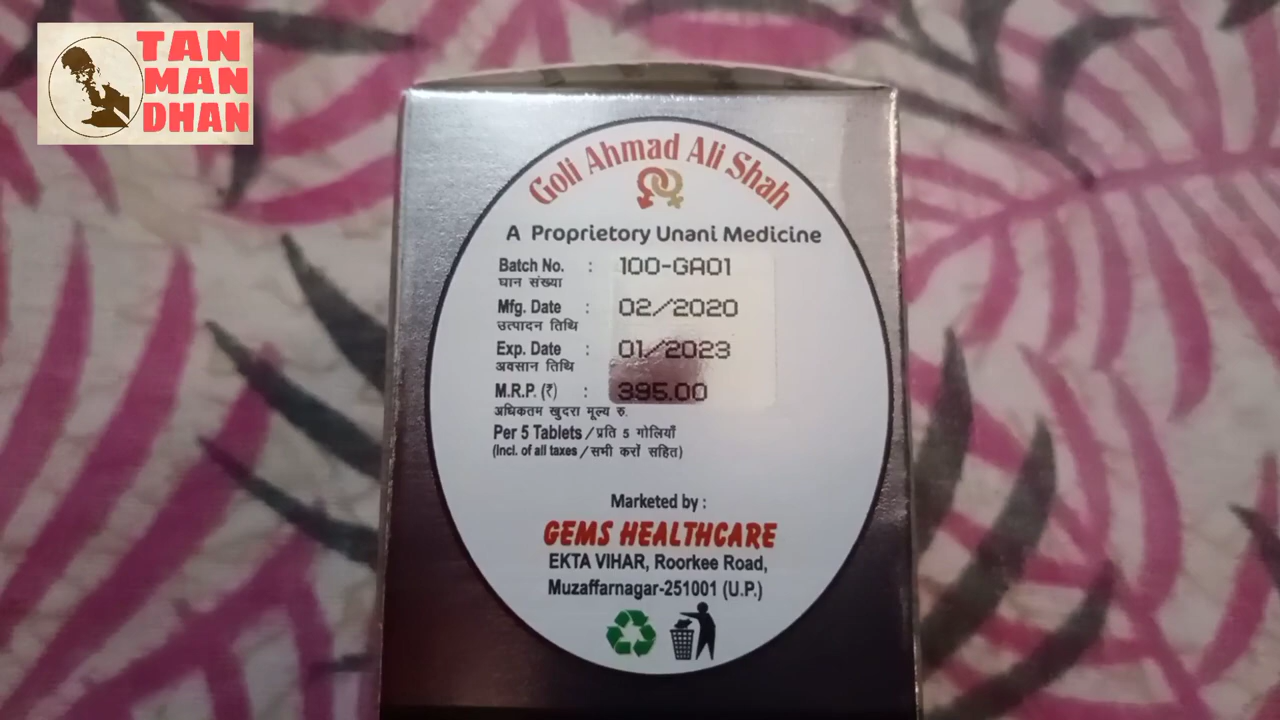 TAN
MAN
DHAN
Goli Ahmad Ali Shah
A Proprietory Unani Medicine
Batch No. : 100-GA01
घान संख्या
Mfg. Date : 02/2020
उत्पादन तिथि
Exp. Date : 01/2023
अवसान तिथि
M.R.P. (₹) : 395.00
अधिकतम खुदरा मूल्य रु.
Per 5 Tablets / प्रति 5 गोलियाँ
(Incl. of all taxes / सभी करों सहित)
Marketed by :
GEMS HEALTHCARE
EKTA VIHAR, Roorkee Road,
Muzaffarnagar-251001 (U.P.)